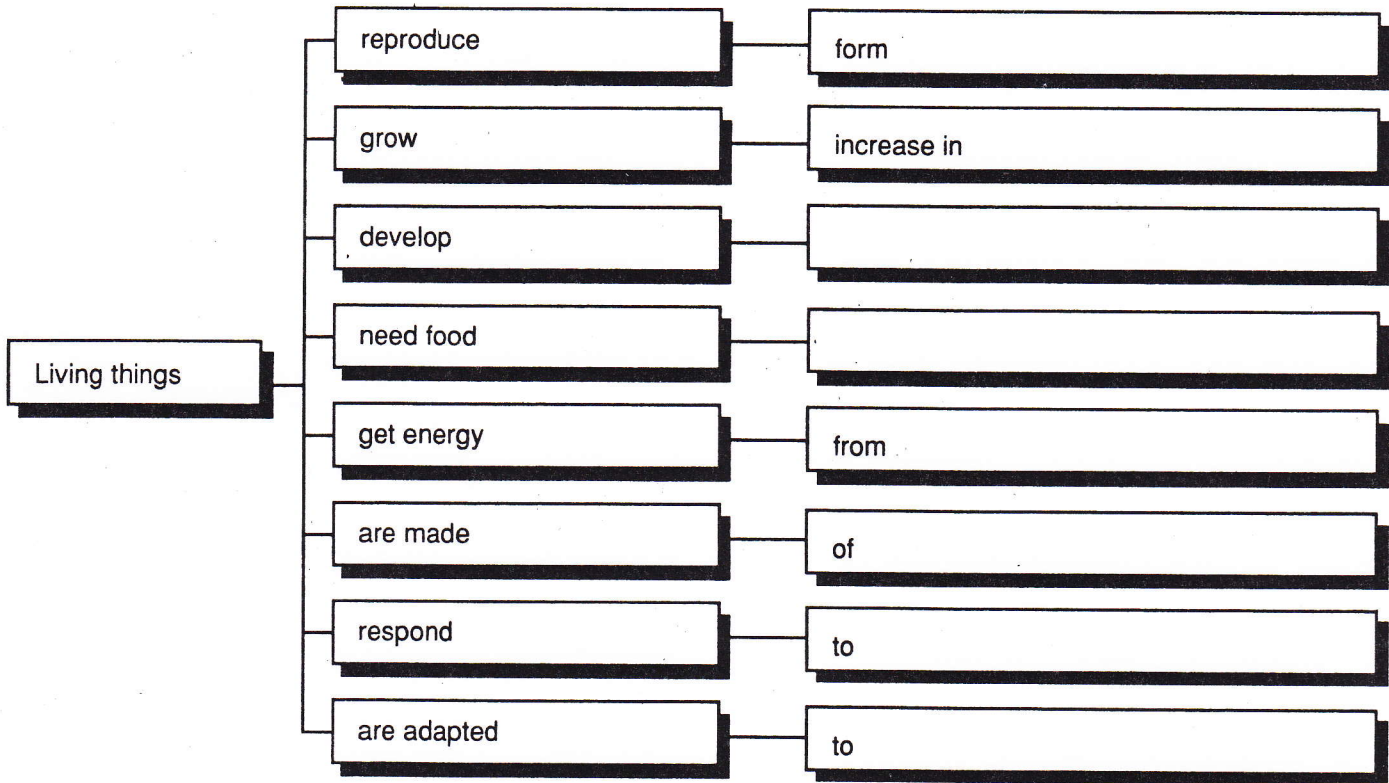 reproduce
form
grow
increase in
develop
need food
Living things
get energy
from
are made
of
respond
to
are adapted
to